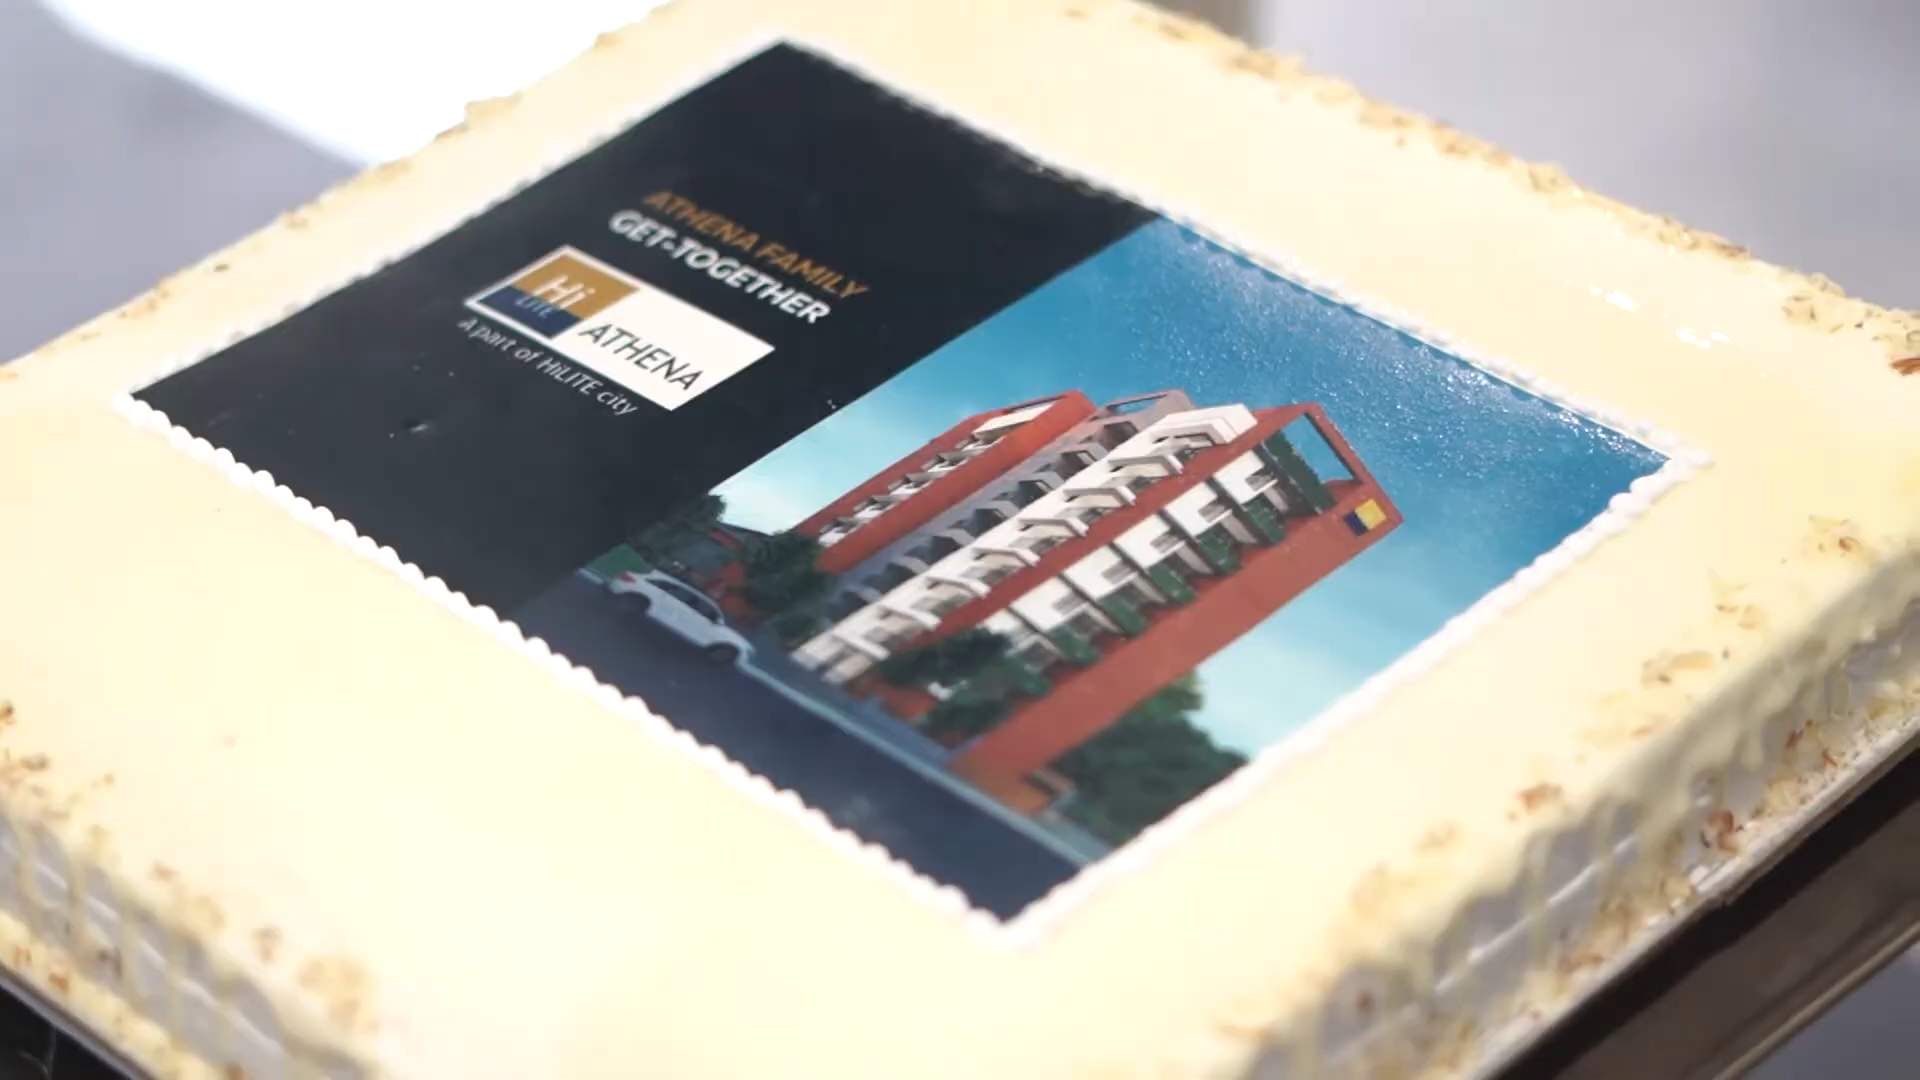 ATHENA FAMILY
GET-TOGETHER
Hi
LITE
ATHENA
A part of HiLITE city